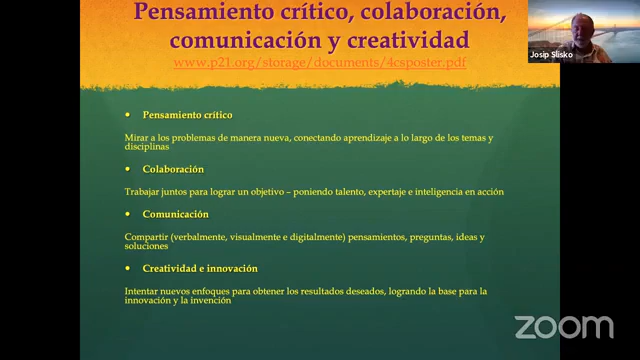 Pensamiento crítico, colaboración,
comunicación y creatividad
www.p21.org/storage/documents/4csposter.pdf
Josip Slisko
• Pensamiento crítico
Mirar a los problemas de manera nueva, conectando aprendizaje a lo largo de los temas y
disciplinas
• Colaboración
Trabajar juntos para lograr un objetivo – poniendo talento, expertaje e inteligencia en acción
• Comunicación
Compartir (verbalmente, visualmente e digitalmente) pensamientos, preguntas, ideas y
soluciones
• Creatividad e innovación
Intentar nuevos enfoques para obtener los resultados deseados, logrando la base para la
innovación y la invención
zoom